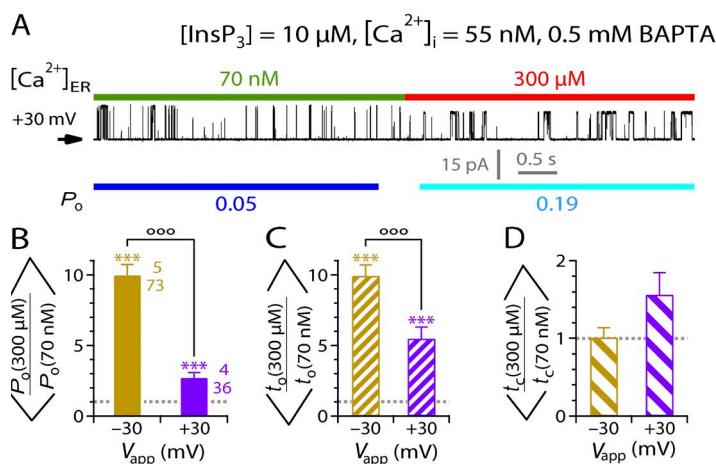 A
[InsP3] = 10 µM, [Ca2+]i = 55 nM, 0.5 mM BAPTA
[Ca2+]ER 70 nM 300 µM
+30 mV
15 pA 0.5 s
Po 0.05 0.19
B
ooo
*** 5
73
*** 4
36
10
5
0
Po(300 µM)
Po(70 nM)
−30 +30
Vapp (mV)
C
ooo
***
***
10
5
0
to(300 µM)
to(70 nM)
−30 +30
Vapp (mV)
D
2
1
0
tc(300 µM)
tc(70 nM)
−30 +30
Vapp (mV)